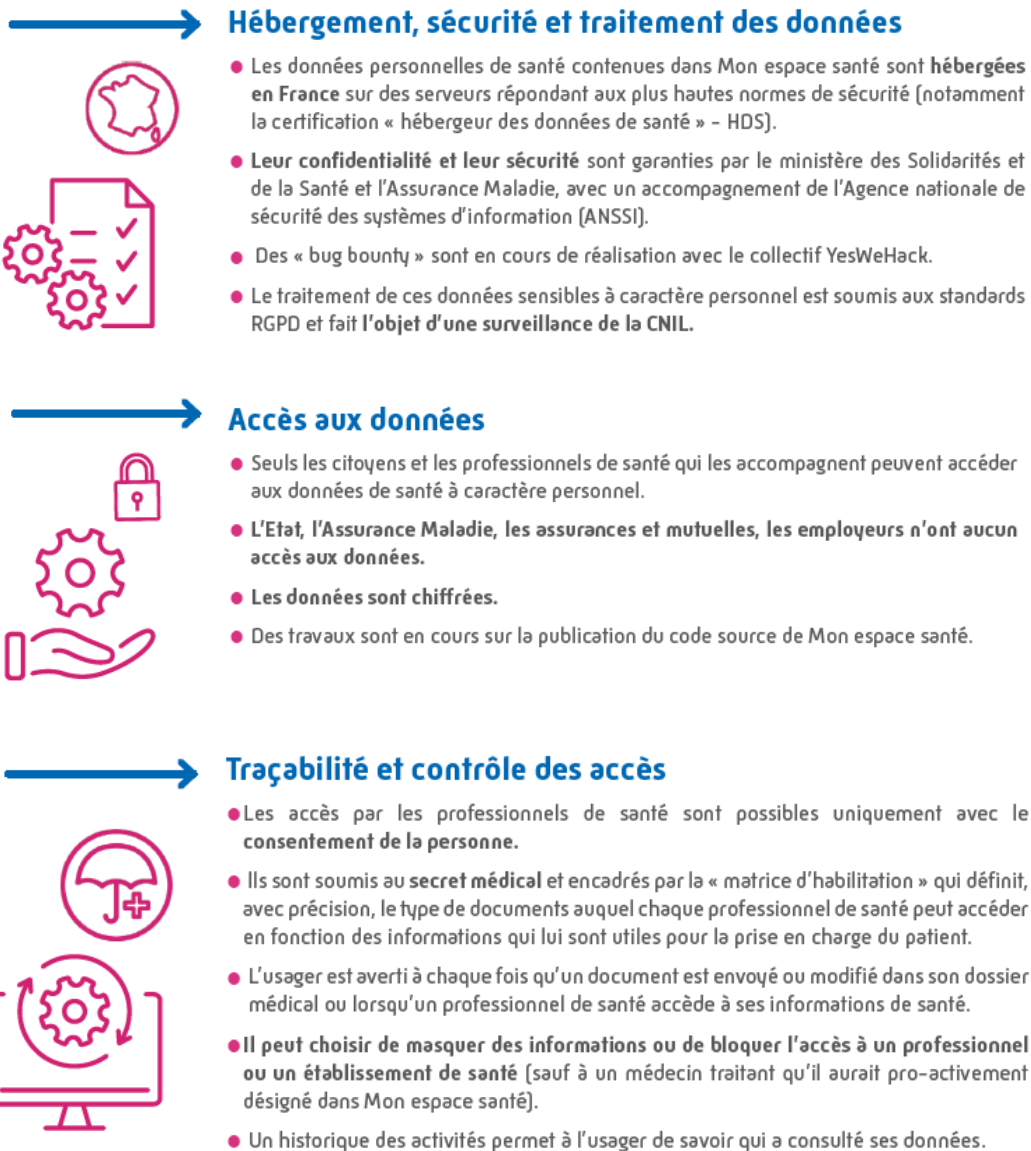 Hébergement, sécurité et traitement des données
● Les données personnelles de santé contenues dans Mon espace santé sont hébergées
en France sur des serveurs répondant aux plus hautes normes de sécurité (notamment
la certification « hébergeur des données de santé » - HDS).
● Leur confidentialité et leur sécurité sont garanties par le ministère des Solidarités et
de la Santé et l'Assurance Maladie, avec un accompagnement de l'Agence nationale de
sécurité des systèmes d'information (ANSSI).
● Des « bug bounty » sont en cours de réalisation avec le collectif YesWeHack.
● Le traitement de ces données sensibles à caractère personnel est soumis aux standards
RGPD et fait l'objet d'une surveillance de la CNIL.
Accès aux données
● Seuls les citoyens et les professionnels de santé qui les accompagnent peuvent accéder
aux données de santé à caractère personnel.
● L'Etat, l'Assurance Maladie, les assurances et mutuelles, les employeurs n'ont aucun
accès aux données.
● Les données sont chiffrées.
● Des travaux sont en cours sur la publication du code source de Mon espace santé.
Traçabilité et contrôle des accès
● Les accès par les professionnels de santé sont possibles uniquement avec le
consentement de la personne.
● Ils sont soumis au secret médical et encadrés par la « matrice d'habilitation » qui définit,
avec précision, le type de documents auquel chaque professionnel de santé peut accéder
en fonction des informations qui lui sont utiles pour la prise en charge du patient.
● L'usager est averti à chaque fois qu'un document est envoyé ou modifié dans son dossier
médical ou lorsqu'un professionnel de santé accède à ses informations de santé.
● Il peut choisir de masquer des informations ou de bloquer l'accès à un professionnel
ou un établissement de santé (sauf à un médecin traitant qu'il aurait pro-activement
désigné dans Mon espace santé).
● Un historique des activités permet à l'usager de savoir qui a consulté ses données.